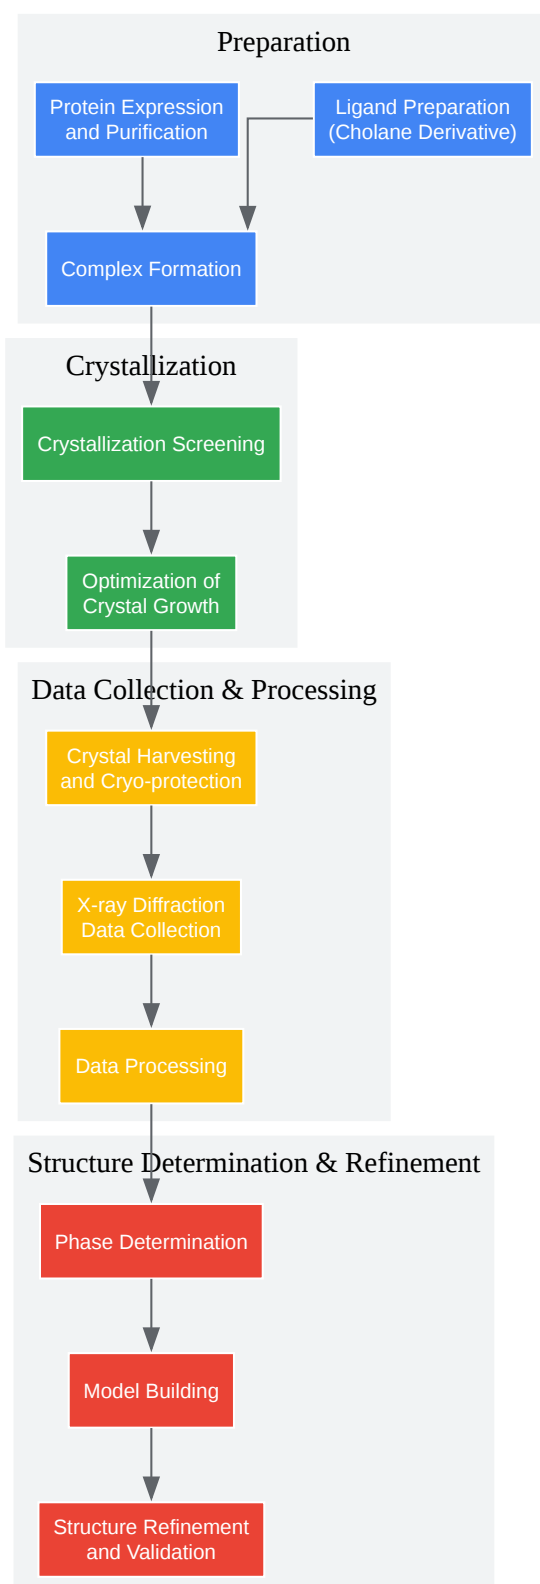 Preparation
Protein Expression
and Purification
Ligand Preparation
(Cholane Derivative)
Complex Formation
Crystallization
Crystallization Screening
Optimization of
Crystal Growth
Data Collection & Processing
Crystal Harvesting
and Cryo-protection
X-ray Diffraction
Data Collection
Data Processing
Structure Determination & Refinement
Phase Determination
Model Building
Structure Refinement
and Validation